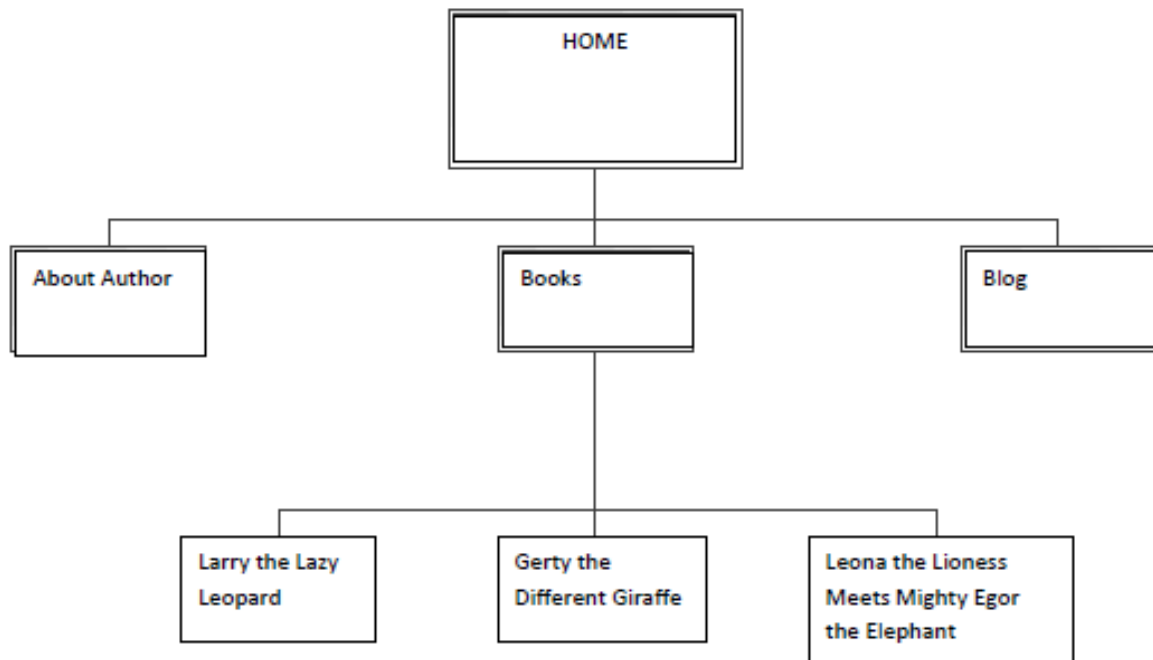 HOME
About Author
Books
Blog
Larry the Lazy
Leopard
Gerty the
Different Giraffe
Leona the Lioness
Meets Mighty Egor
the Elephant